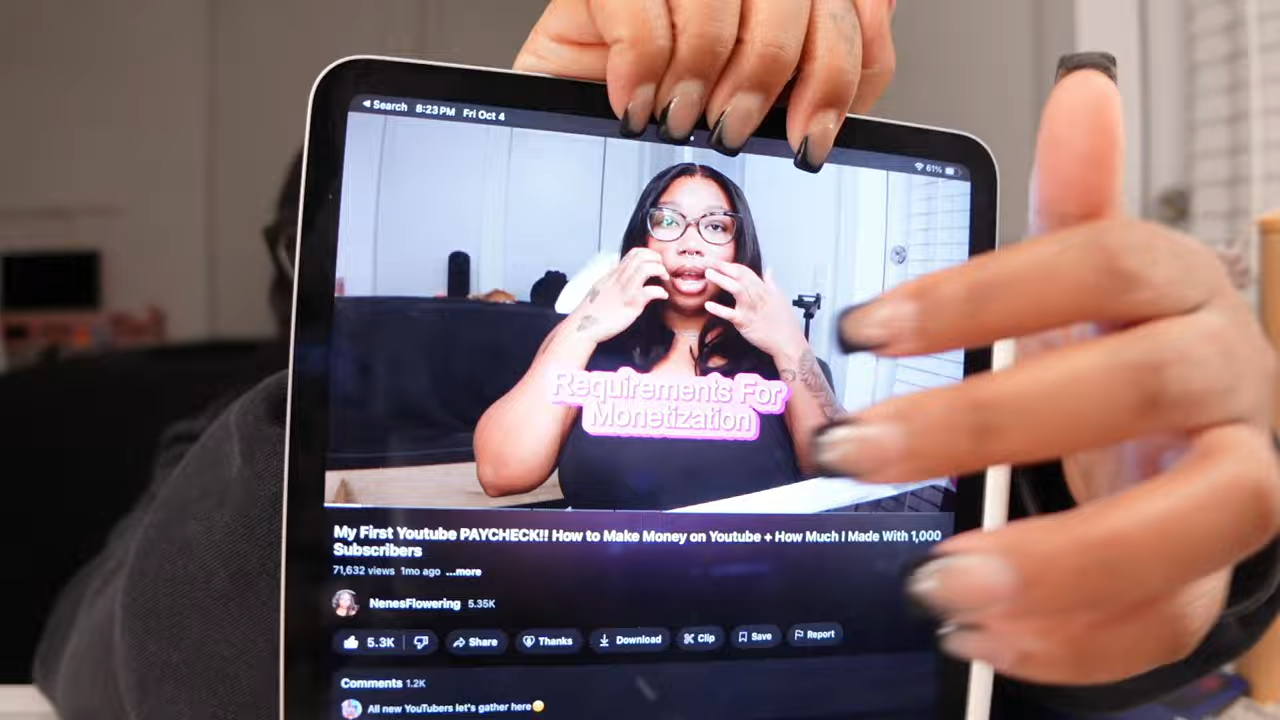 ◀ Search 8:23 PM Fri Oct 4
61%
Requirements For
Monetization
My First Youtube PAYCHECK!! How to Make Money on Youtube + How Much I Made With 1,000
Subscribers
71,632 views 1mo ago ...more
NenesFlowering 5.35K
5.3K Share Thanks Download Clip Save Report
Comments 1.2K
All new YouTubers let's gather here😊